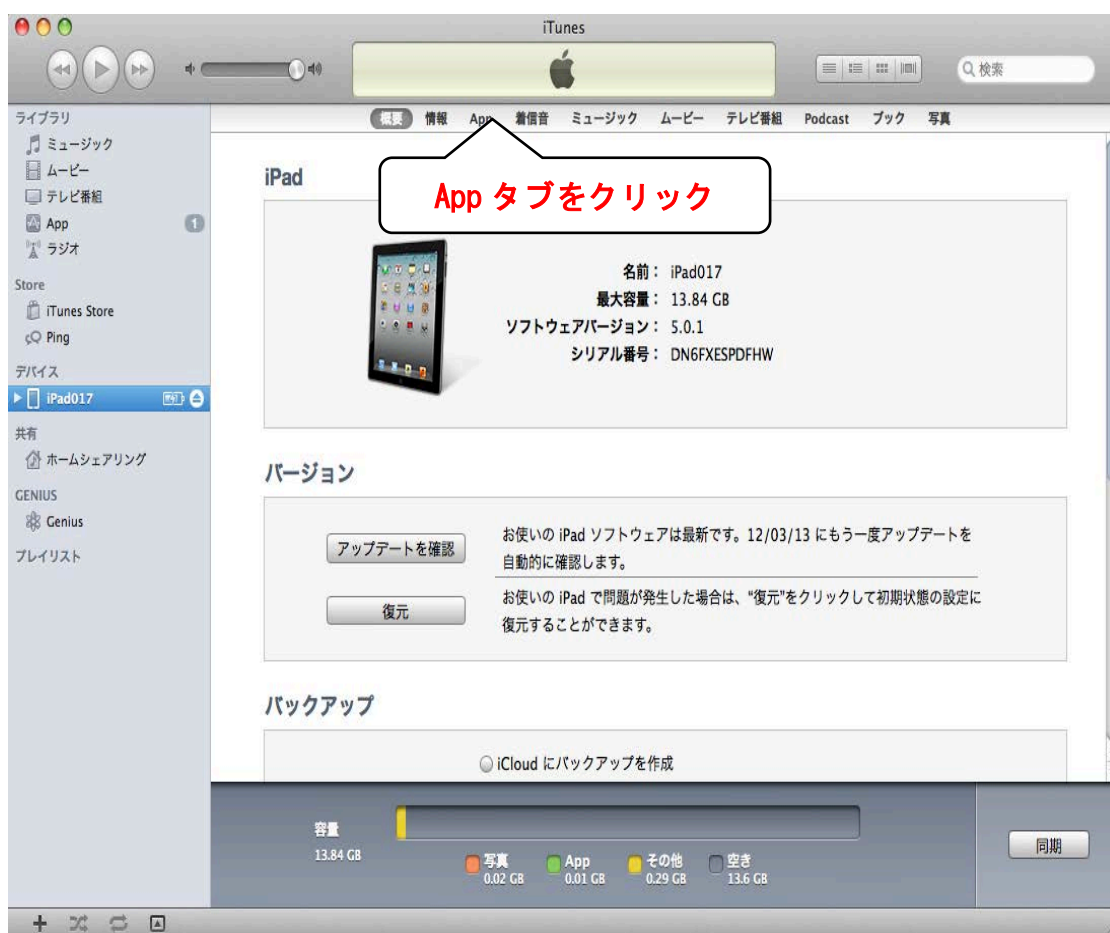 iTunes
検索
概要 情報 App 着信音 ミュージック ムービー テレビ番組 Podcast ブック 写真
App タブをクリック
ライブラリ
ミュージック
ムービー
テレビ番組
App 1
ラジオ
Store
iTunes Store
Ping
デバイス
iPad017
共有
ホームシェアリング
GENIUS
Genius
プレイリスト
iPad
名前： iPad017
最大容量： 13.84 GB
ソフトウェアバージョン： 5.0.1
シリアル番号： DN6FXESPDFHW
バージョン
アップデートを確認
お使いの iPad ソフトウェアは最新です。12/03/13 にもう一度アップデートを
自動的に確認します。
復元
お使いの iPad で問題が発生した場合は、“復元”をクリックして初期状態の設定に
復元することができます。
バックアップ
iCloud にバックアップを作成
容量
13.84 GB
写真
0.02 GB
App
0.01 GB
その他
0.29 GB
空き
13.6 GB
同期